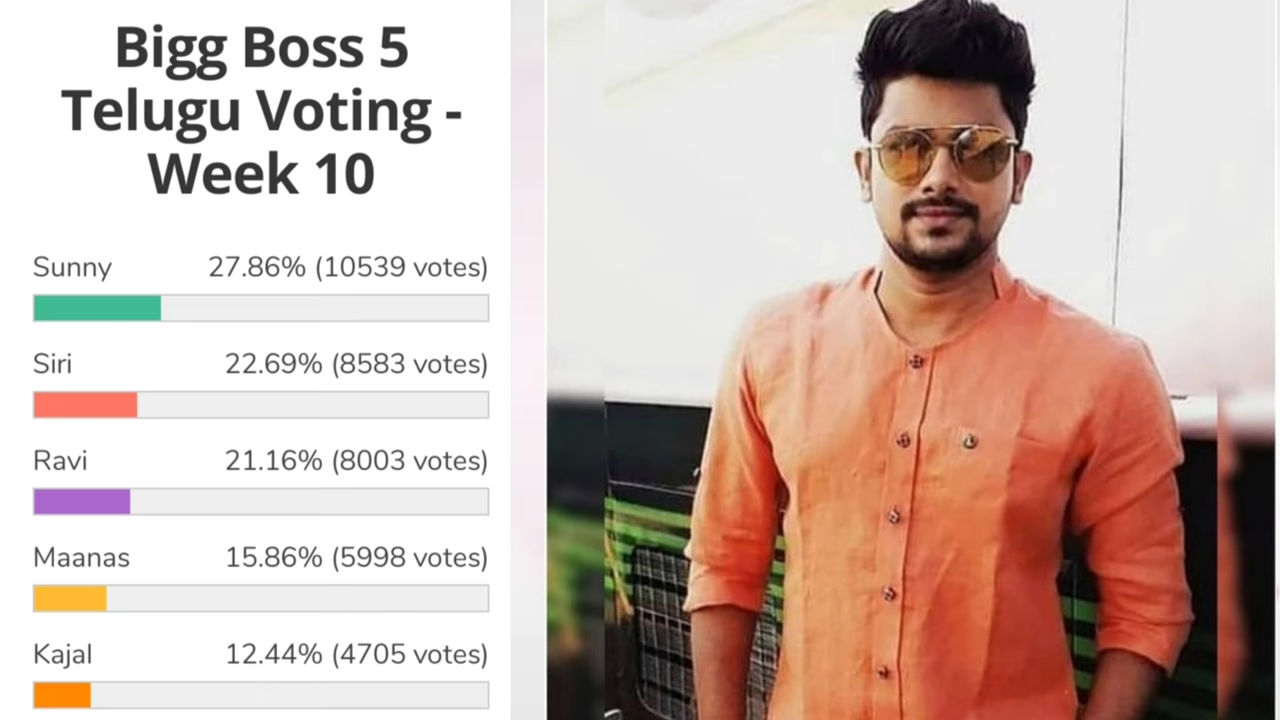 Bigg Boss 5
Telugu Voting -
Week 10
Sunny 27.86% (10539 votes)
Siri 22.69% (8583 votes)
Ravi 21.16% (8003 votes)
Maanas 15.86% (5998 votes)
Kajal 12.44% (4705 votes)